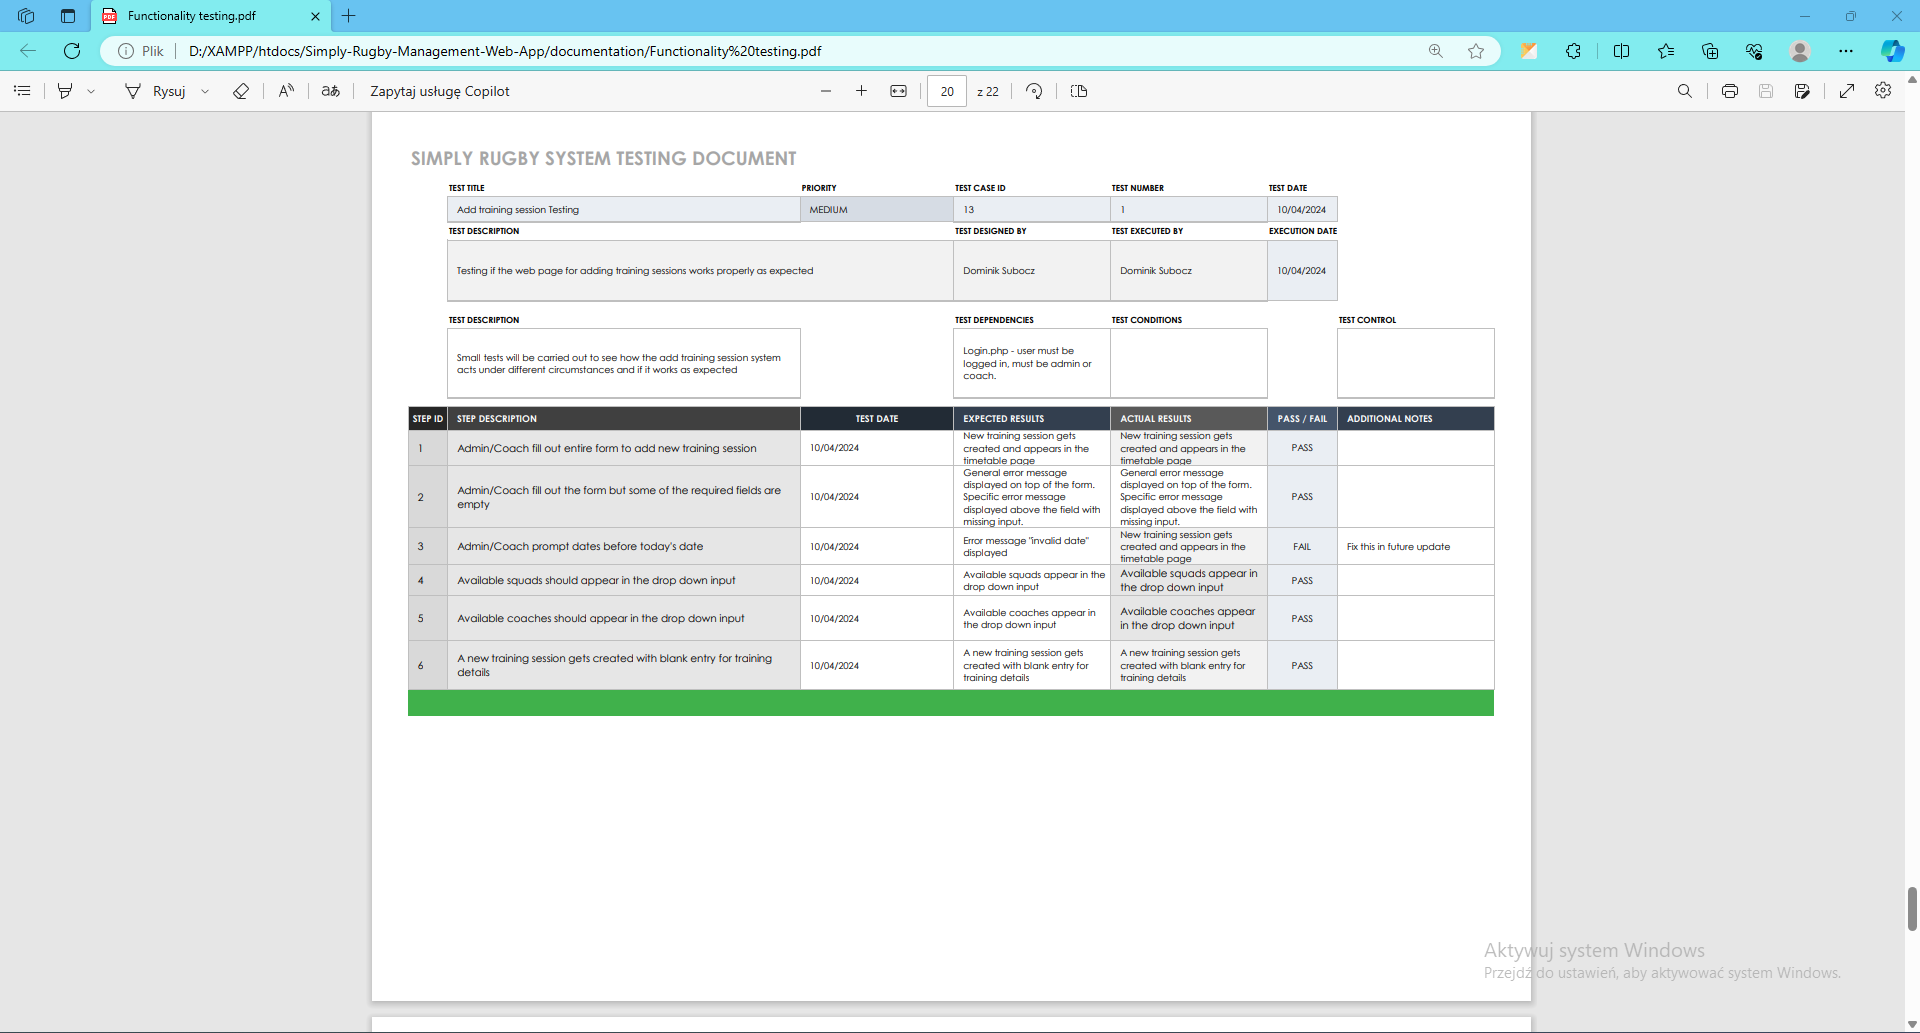 Functionality testing.pdf
Plik
D:/XAMPP/htdocs/Simply-Rugby-Management-Web-App/documentation/Functionality%20testing.pdf
Rysuj
Zapytaj usługę Copilot
20
z 22
SIMPLY RUGBY SYSTEM TESTING DOCUMENT
TEST TITLE PRIORITY TEST CASE ID TEST NUMBER TEST DATE
Add training session Testing MEDIUM 13 1 10/04/2024
TEST DESCRIPTION TEST DESIGNED BY TEST EXECUTED BY EXECUTION DATE
Testing if the web page for adding training sessions works properly as expected Dominik Subocz Dominik Subocz 10/04/2024
TEST DESCRIPTION TEST DEPENDENCIES TEST CONDITIONS TEST CONTROL
Small tests will be carried out to see how the add training session system
acts under different circumstances and if it works as expected
Login.php - user must be
logged in, must be admin or
coach.
STEP ID STEP DESCRIPTION TEST DATE EXPECTED RESULTS ACTUAL RESULTS PASS / FAIL ADDITIONAL NOTES
1
Admin/Coach fill out entire form to add new training session
10/04/2024
New training session gets
created and appears in the
timetable page
New training session gets
created and appears in the
timetable page
PASS
2
Admin/Coach fill out the form but some of the required fields are
empty
10/04/2024
General error message
displayed on top of the form.
Specific error message
displayed above the field with
missing input.
General error message
displayed on top of the form.
Specific error message
displayed above the field with
missing input.
PASS
3
Admin/Coach prompt dates before today's date
10/04/2024
Error message "invalid date"
displayed
New training session gets
created and appears in the
timetable page
FAIL
Fix this in future update
4
Available squads should appear in the drop down input
10/04/2024
Available squads appear in the
drop down input
Available squads appear in
the drop down input
PASS
5
Available coaches should appear in the drop down input
10/04/2024
Available coaches appear in
the drop down input
Available coaches appear
in the drop down input
PASS
6
A new training session gets created with blank entry for training
details
10/04/2024
A new training session gets
created with blank entry for
training details
A new training session gets
created with blank entry for
training details
PASS
Aktywuj system Windows
Przejdź do ustawień, aby aktywować system Windows.